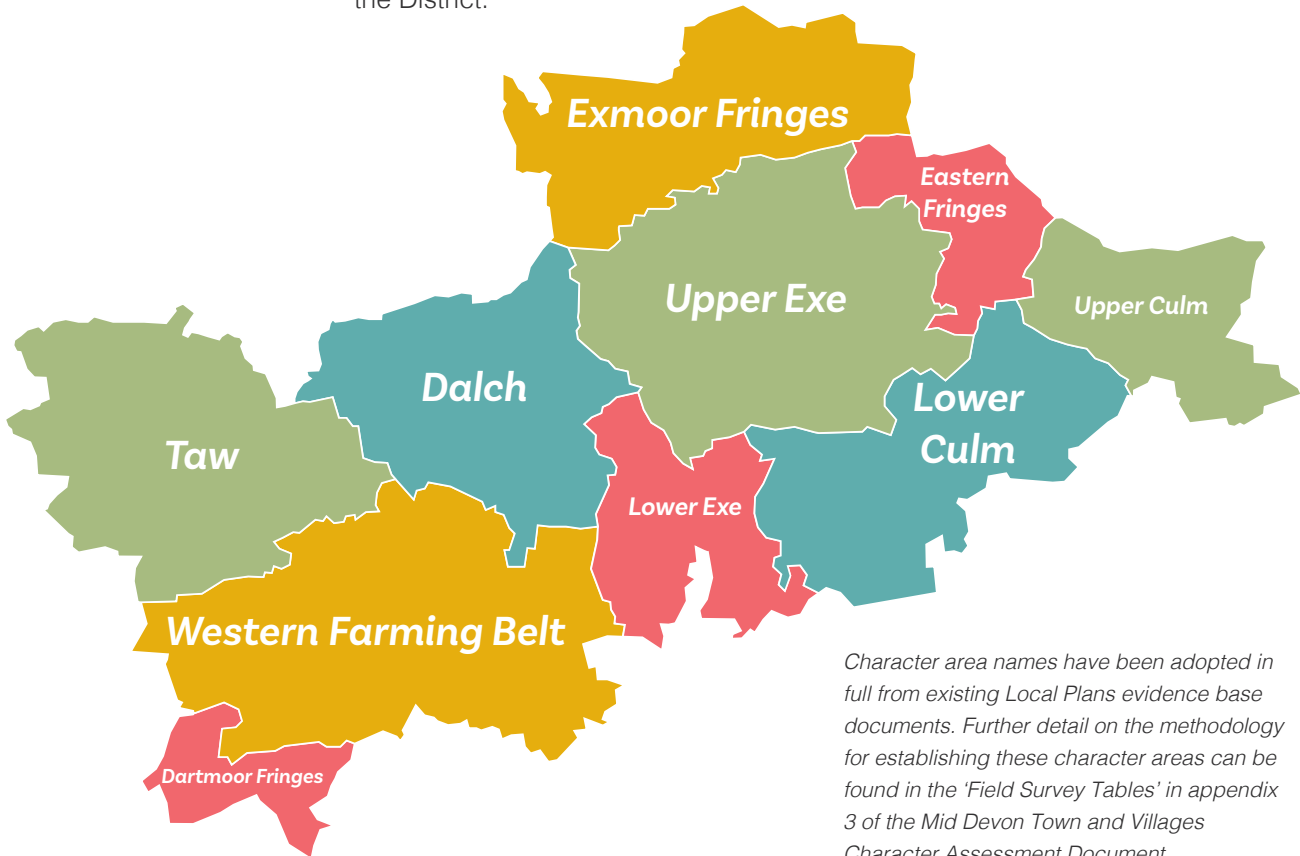 the District.
Exmoor Fringes
Eastern
Fringes
Upper Exe
Upper Culm
Dalch
Lower
Culm
Taw
Lower Exe
Western Farming Belt
Dartmoor Fringes
Character area names have been adopted in
full from existing Local Plans evidence base
documents. Further detail on the methodology
for establishing these character areas can be
found in the ‘Field Survey Tables’ in appendix
3 of the Mid Devon Town and Villages
Character Assessment Document